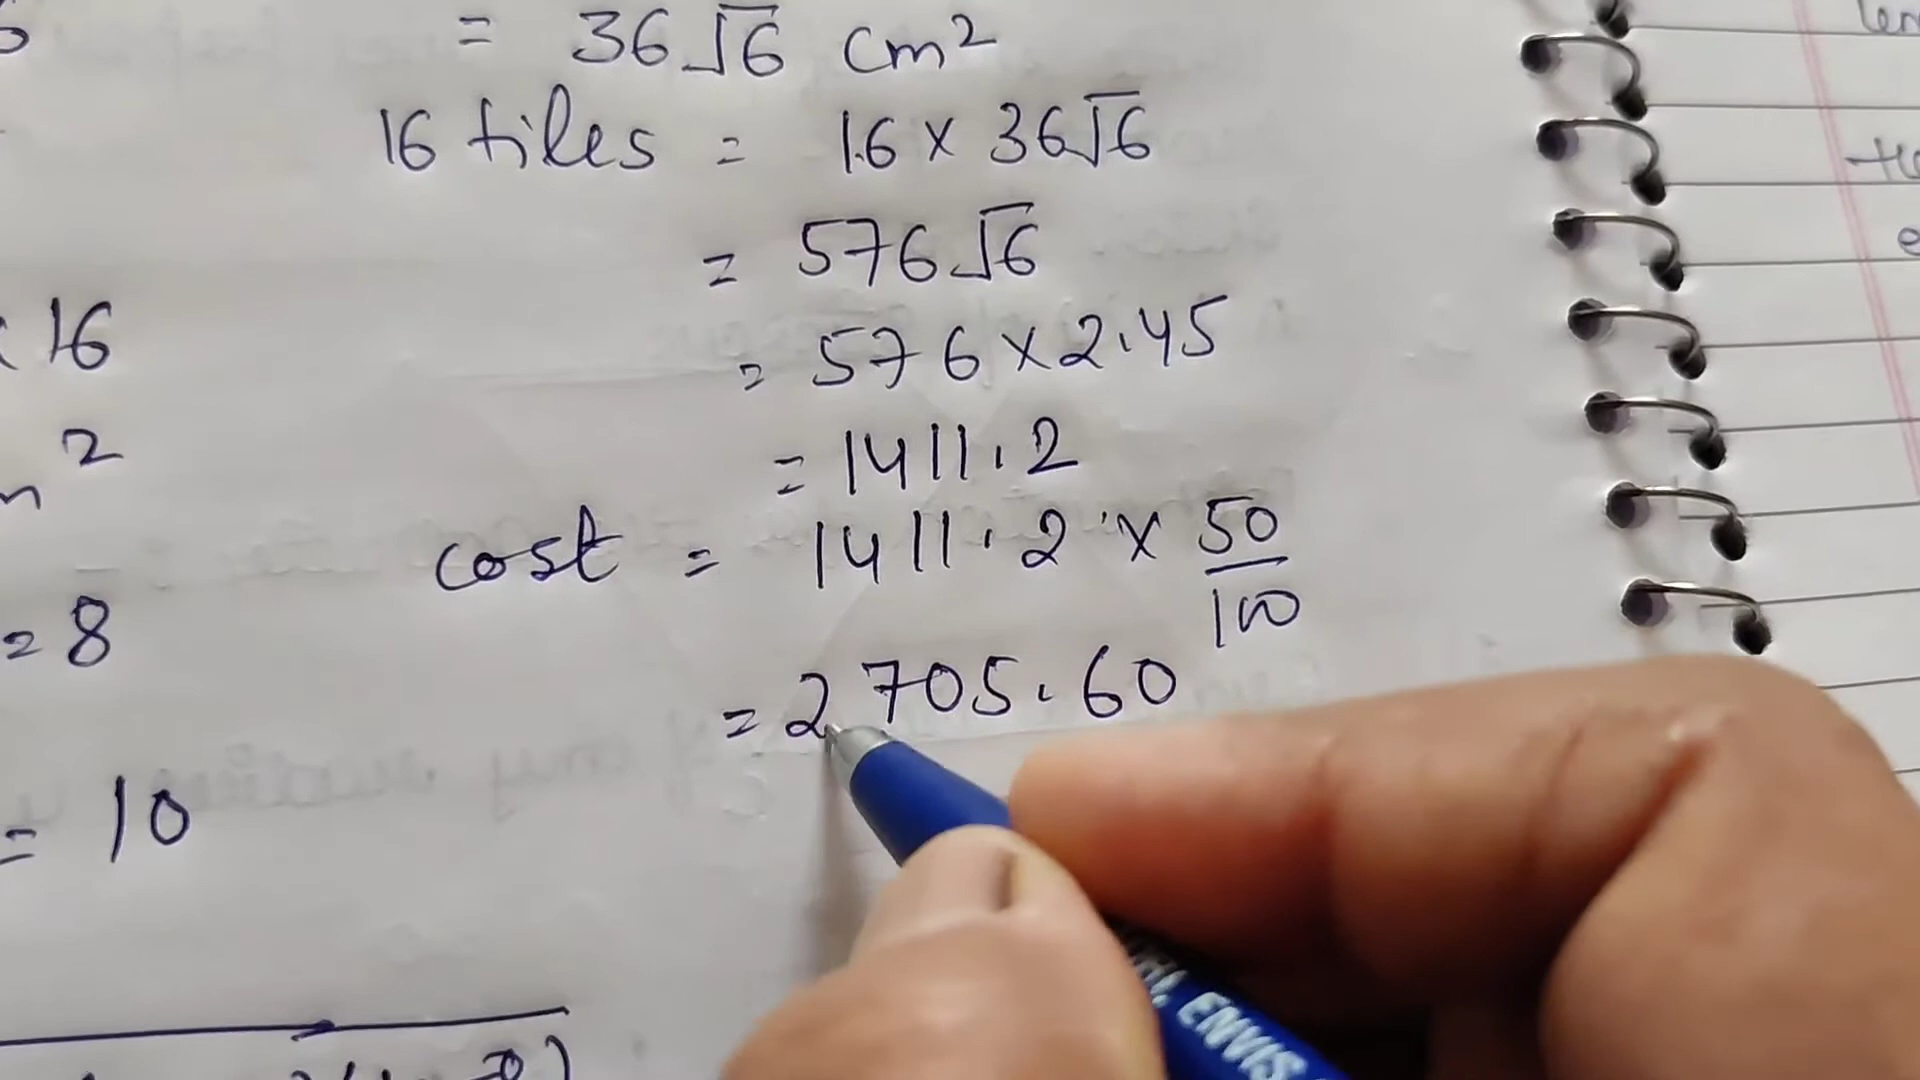 = 36√6 cm²
16 tiles = 16 × 36√6
= 576√6
× 16
= 576 × 2.45
2
= 1411.2
cost = 1411.2 × 50/100
= 8
= 2705.60
= 10
ENVIS